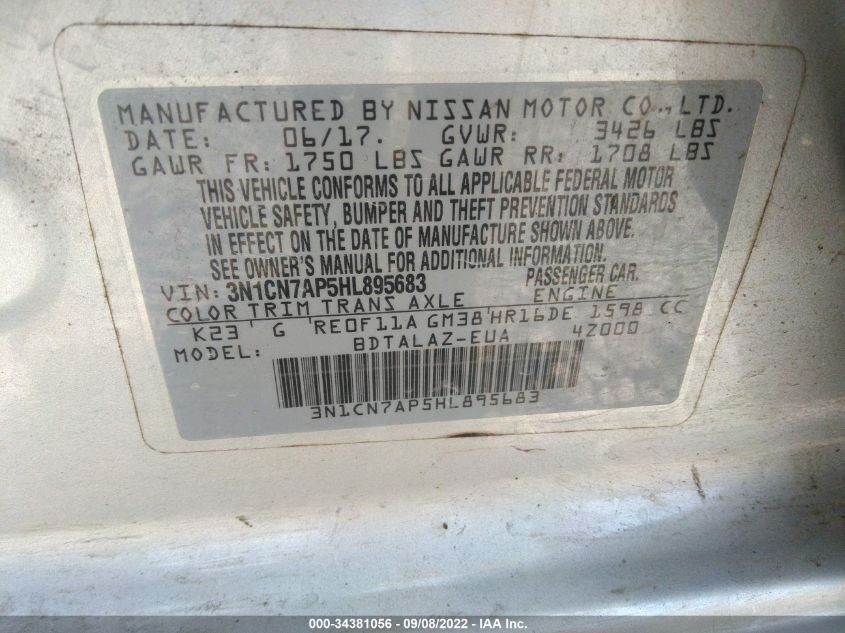 MANUFACTURED BY NISSAN MOTOR CO., LTD.
DATE: 06/17. GVWR: 3426 LBS
GAWR FR: 1750 LBS GAWR RR: 1708 LBS
THIS VEHICLE CONFORMS TO ALL APPLICABLE FEDERAL MOTOR
VEHICLE SAFETY, BUMPER AND THEFT PREVENTION STANDARDS
IN EFFECT ON THE DATE OF MANUFACTURE SHOWN ABOVE.
SEE OWNER'S MANUAL FOR ADDITIONAL INFORMATION.
VIN: 3N1CN7AP5HL895683 PASSENGER CAR.
COLOR TRIM TRANS AXLE ENGINE
K23 G RE0F11A GM38 HR16DE 1598 CC
MODEL: BDTALAZ-EUA 42000
3N1CN7AP5HL895683
000-34381056 - 09/08/2022 - IAA, Inc.